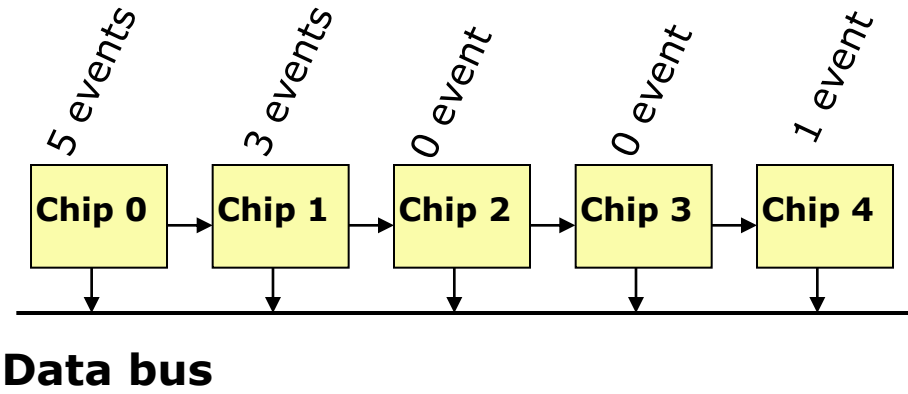 5 events
3 events
0 event
0 event
1 event
Chip 0
Chip 1
Chip 2
Chip 3
Chip 4
Data bus